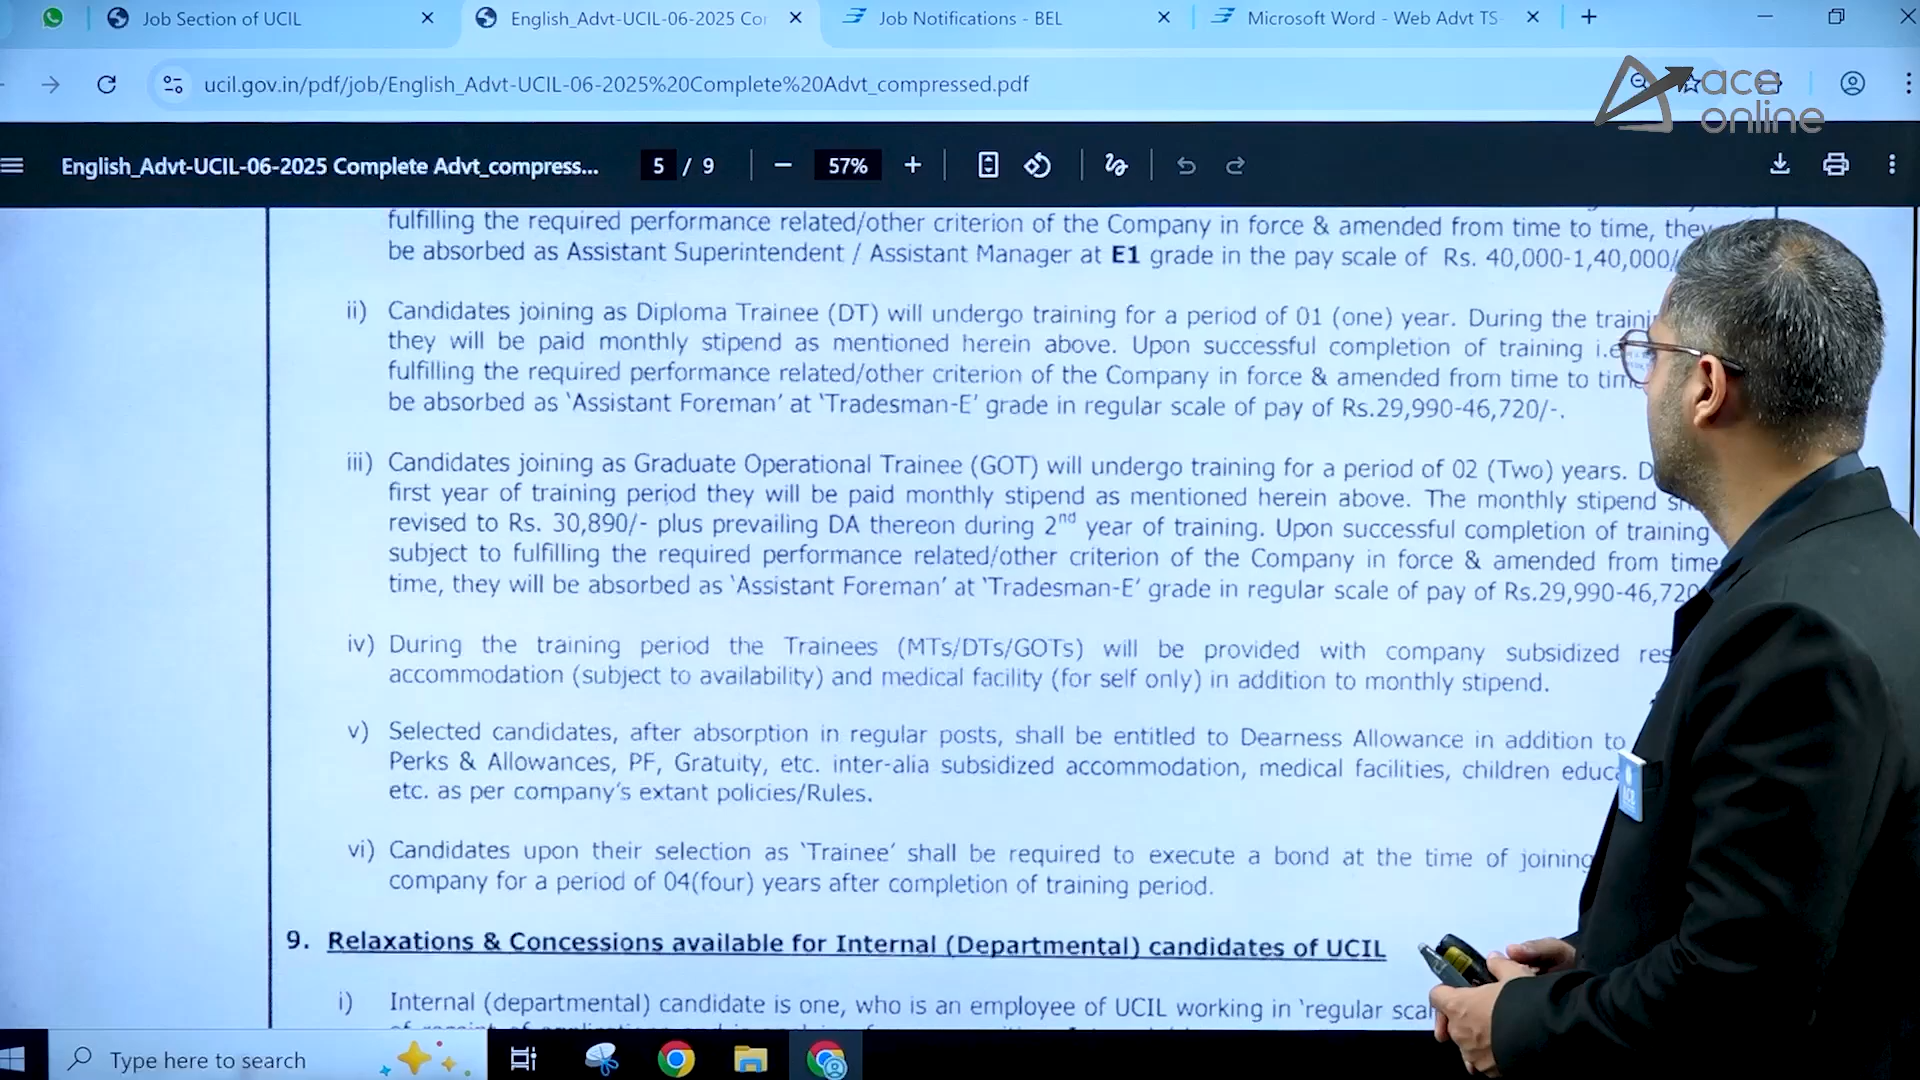 Job Section of UCIL
English_Advt-UCIL-06-2025 Co
Job Notifications - BEL
Microsoft Word - Web Advt TS-
ucil.gov.in/pdf/job/English_Advt-UCIL-06-2025%20Complete%20Advt_compressed.pdf
ace
online
English_Advt-UCIL-06-2025 Complete Advt_compress...
5 / 9
57%
fulfilling the required performance related/other criterion of the Company in force & amended from time to time, they
be absorbed as Assistant Superintendent / Assistant Manager at E1 grade in the pay scale of Rs. 40,000-1,40,000/
ii) Candidates joining as Diploma Trainee (DT) will undergo training for a period of 01 (one) year. During the
they will be paid monthly stipend as mentioned herein above. Upon successful completion of training i.e
fulfilling the required performance related/other criterion of the Company in force & amended from time to
be absorbed as 'Assistant Foreman' at 'Tradesman-E' grade in regular scale of pay of Rs.29,990-46,720/-.
iii) Candidates joining as Graduate Operational Trainee (GOT) will undergo training for a period of 02 (Two) years.
first year of training period they will be paid monthly stipend as mentioned herein above. The monthly stipend
revised to Rs. 30,890/- plus prevailing DA thereon during 2nd year of training. Upon successful completion of training
subject to fulfilling the required performance related/other criterion of the Company in force & amended from time
time, they will be absorbed as 'Assistant Foreman' at 'Tradesman-E' grade in regular scale of pay of Rs.29,990-46,720
iv) During the training period the Trainees (MTs/DTs/GOTs) will be provided with company subsidized
accommodation (subject to availability) and medical facility (for self only) in addition to monthly stipend.
v) Selected candidates, after absorption in regular posts, shall be entitled to Dearness Allowance in addition to
Perks & Allowances, PF, Gratuity, etc. inter-alia subsidized accommodation, medical facilities, children
etc. as per company's extant policies/Rules.
vi) Candidates upon their selection as 'Trainee' shall be required to execute a bond at the time of joining
company for a period of 04(four) years after completion of training period.
9. Relaxations & Concessions available for Internal (Departmental) candidates of UCIL
i) Internal (departmental) candidate is one, who is an employee of UCIL working in 'regular
ACE
Type here to search